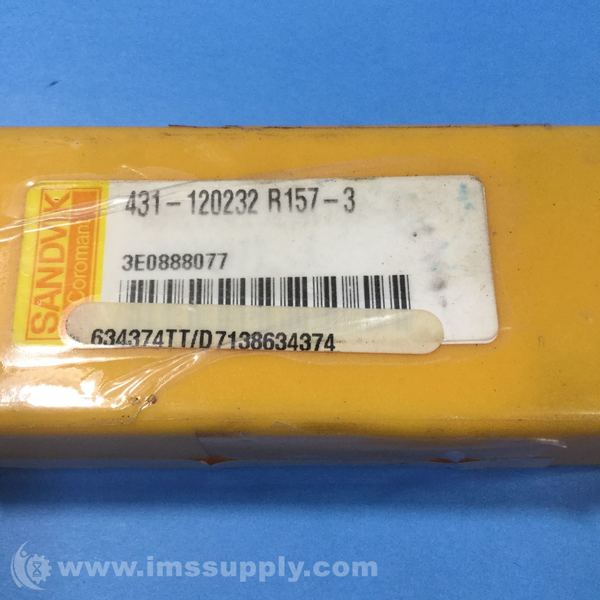 SANDVIK
Coromant
431-120232 R157-3
3E0888077
634374TT/D7138634374
www.imssupply.com